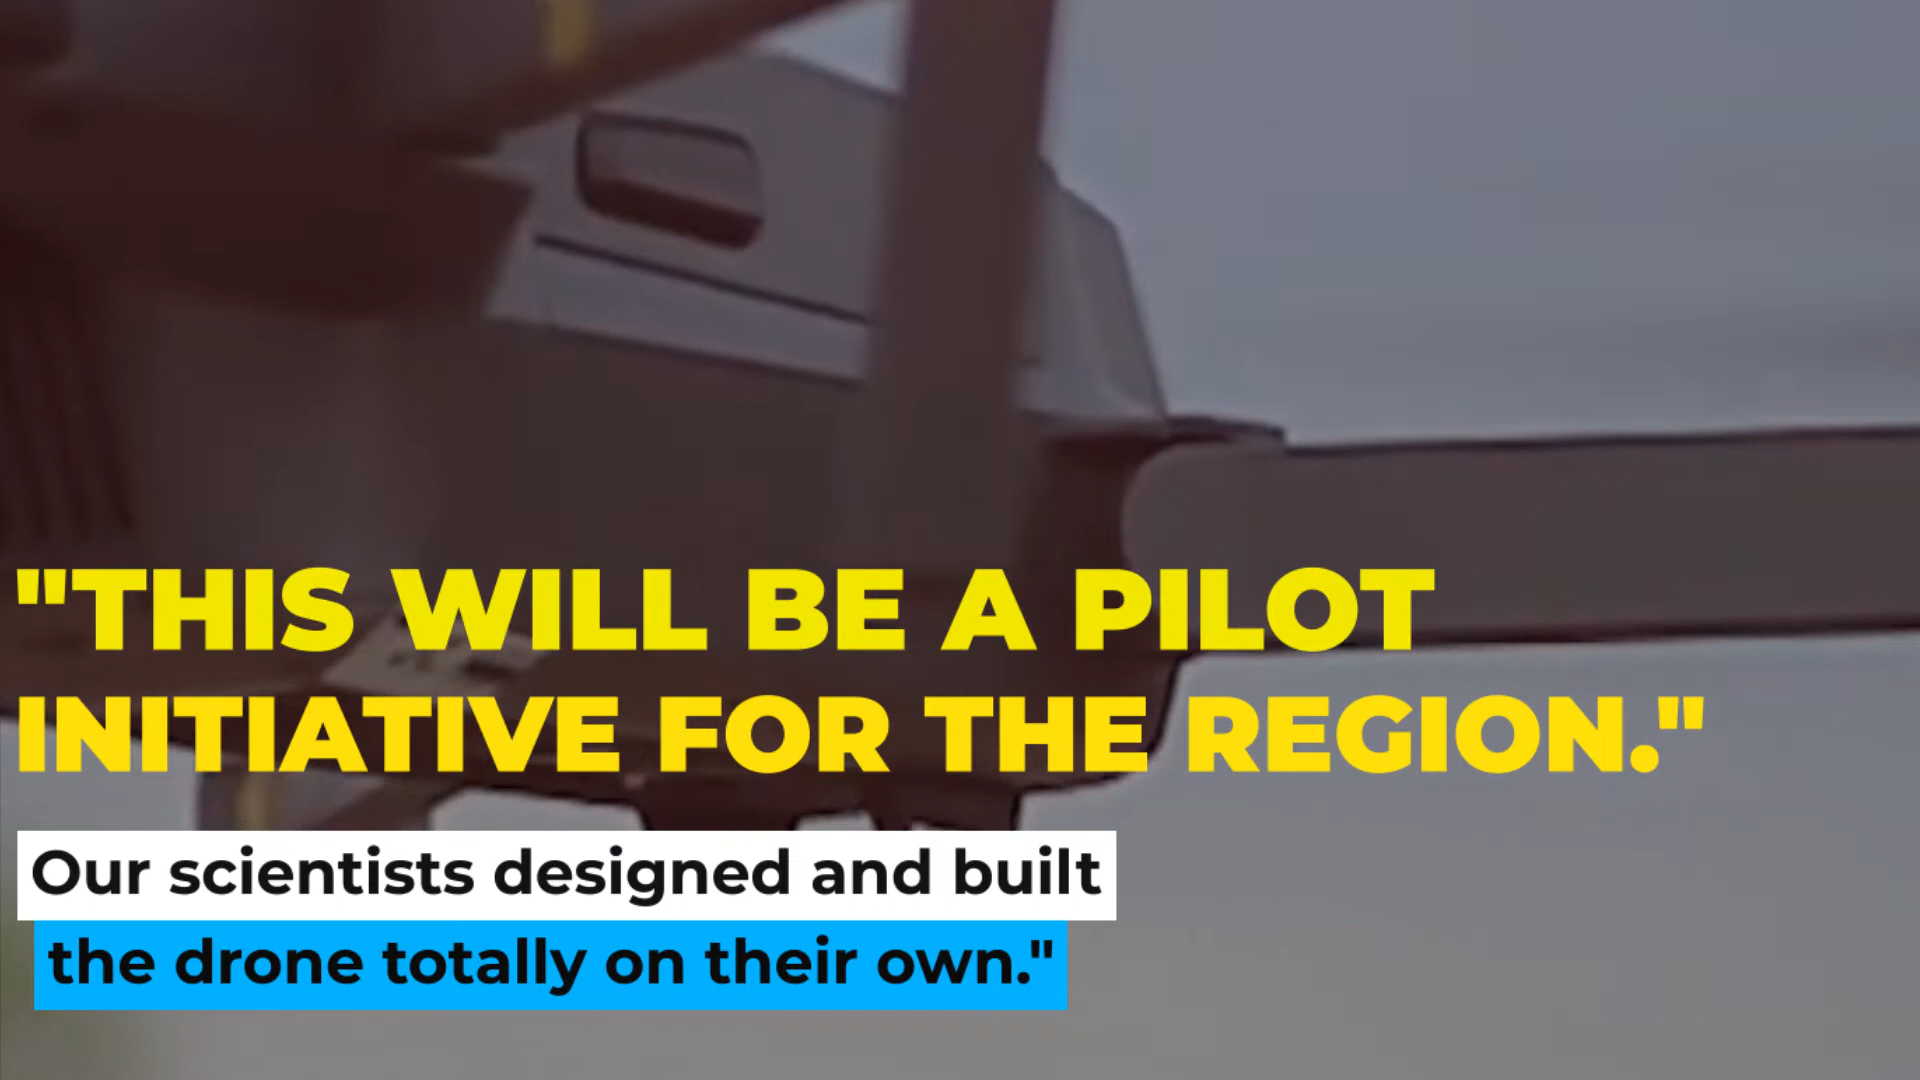 "THIS WILL BE A PILOT
INITIATIVE FOR THE REGION."
Our scientists designed and built
the drone totally on their own."